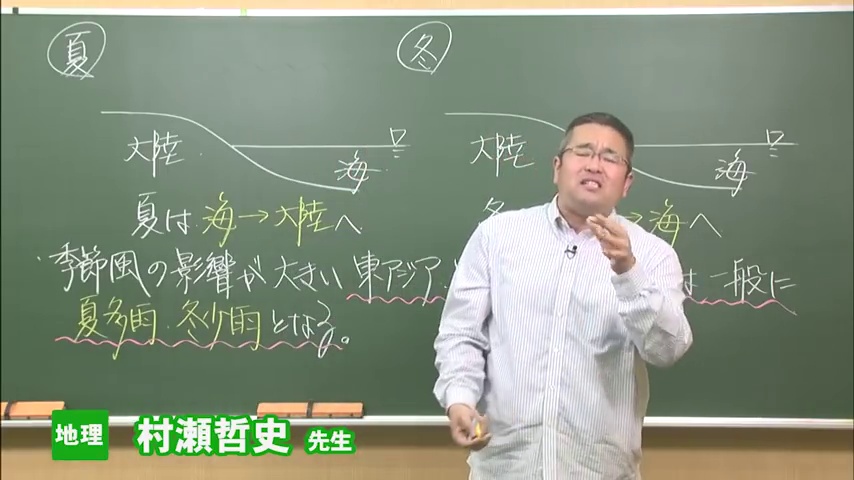 夏
冬
大陸
海
大陸
海
夏は 海→大陸へ
冬 →海へ
・季節風の影響が大きい 東アジア・ は 一般に
夏多雨・冬少雨となる。
地理 村瀬哲史 先生